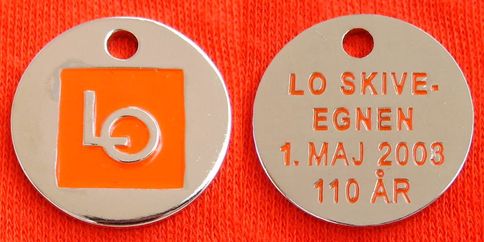 LO
LO SKIVE-
EGNEN
1. MAJ 2003
110 ÅR